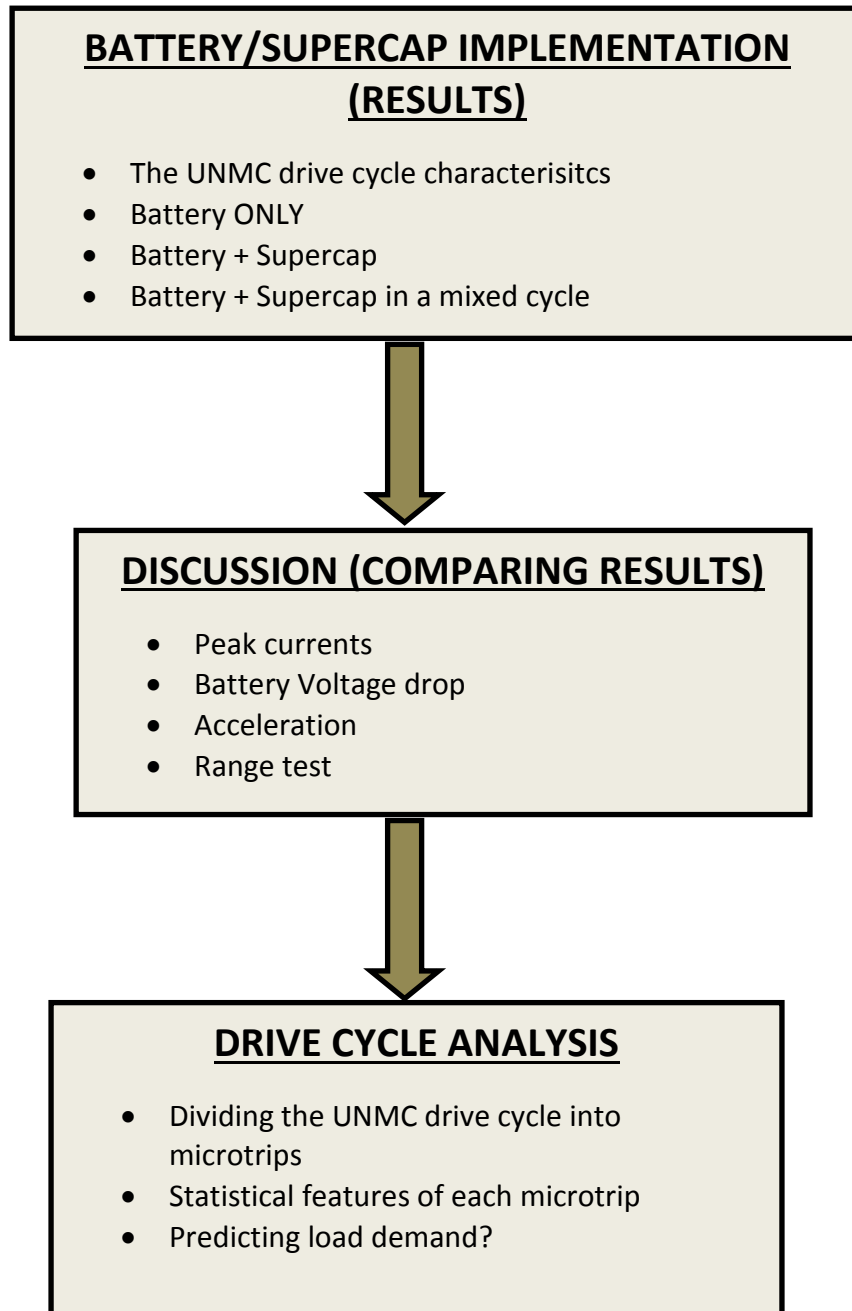 BATTERY/SUPERCAP IMPLEMENTATION
(RESULTS)
• The UNMC drive cycle characterisitcs
• Battery ONLY
• Battery + Supercap
• Battery + Supercap in a mixed cycle
DISCUSSION (COMPARING RESULTS)
• Peak currents
• Battery Voltage drop
• Acceleration
• Range test
DRIVE CYCLE ANALYSIS
• Dividing the UNMC drive cycle into
microtrips
• Statistical features of each microtrip
• Predicting load demand?